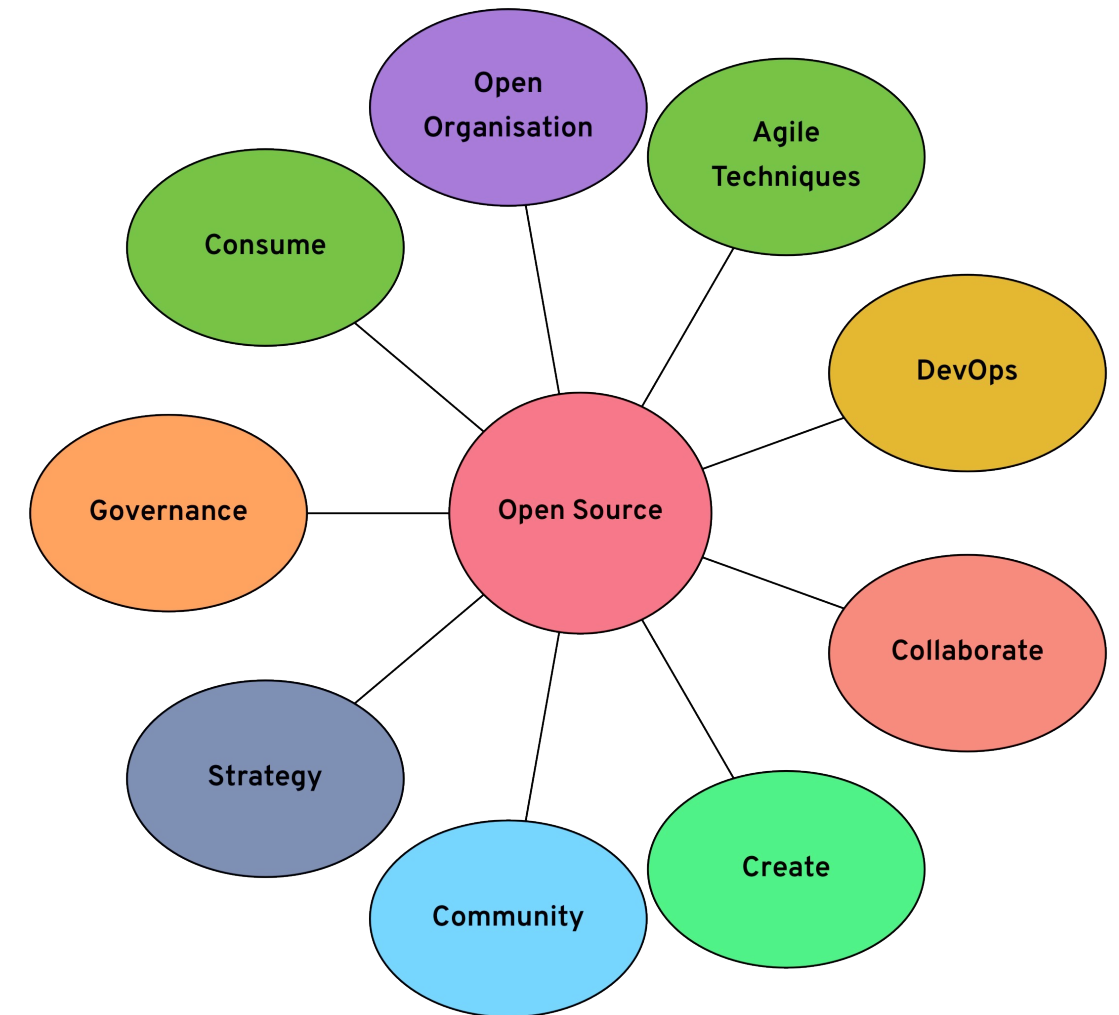 Open
Organisation
Agile
Techniques
Consume
DevOps
Governance
Open Source
Collaborate
Strategy
Create
Community